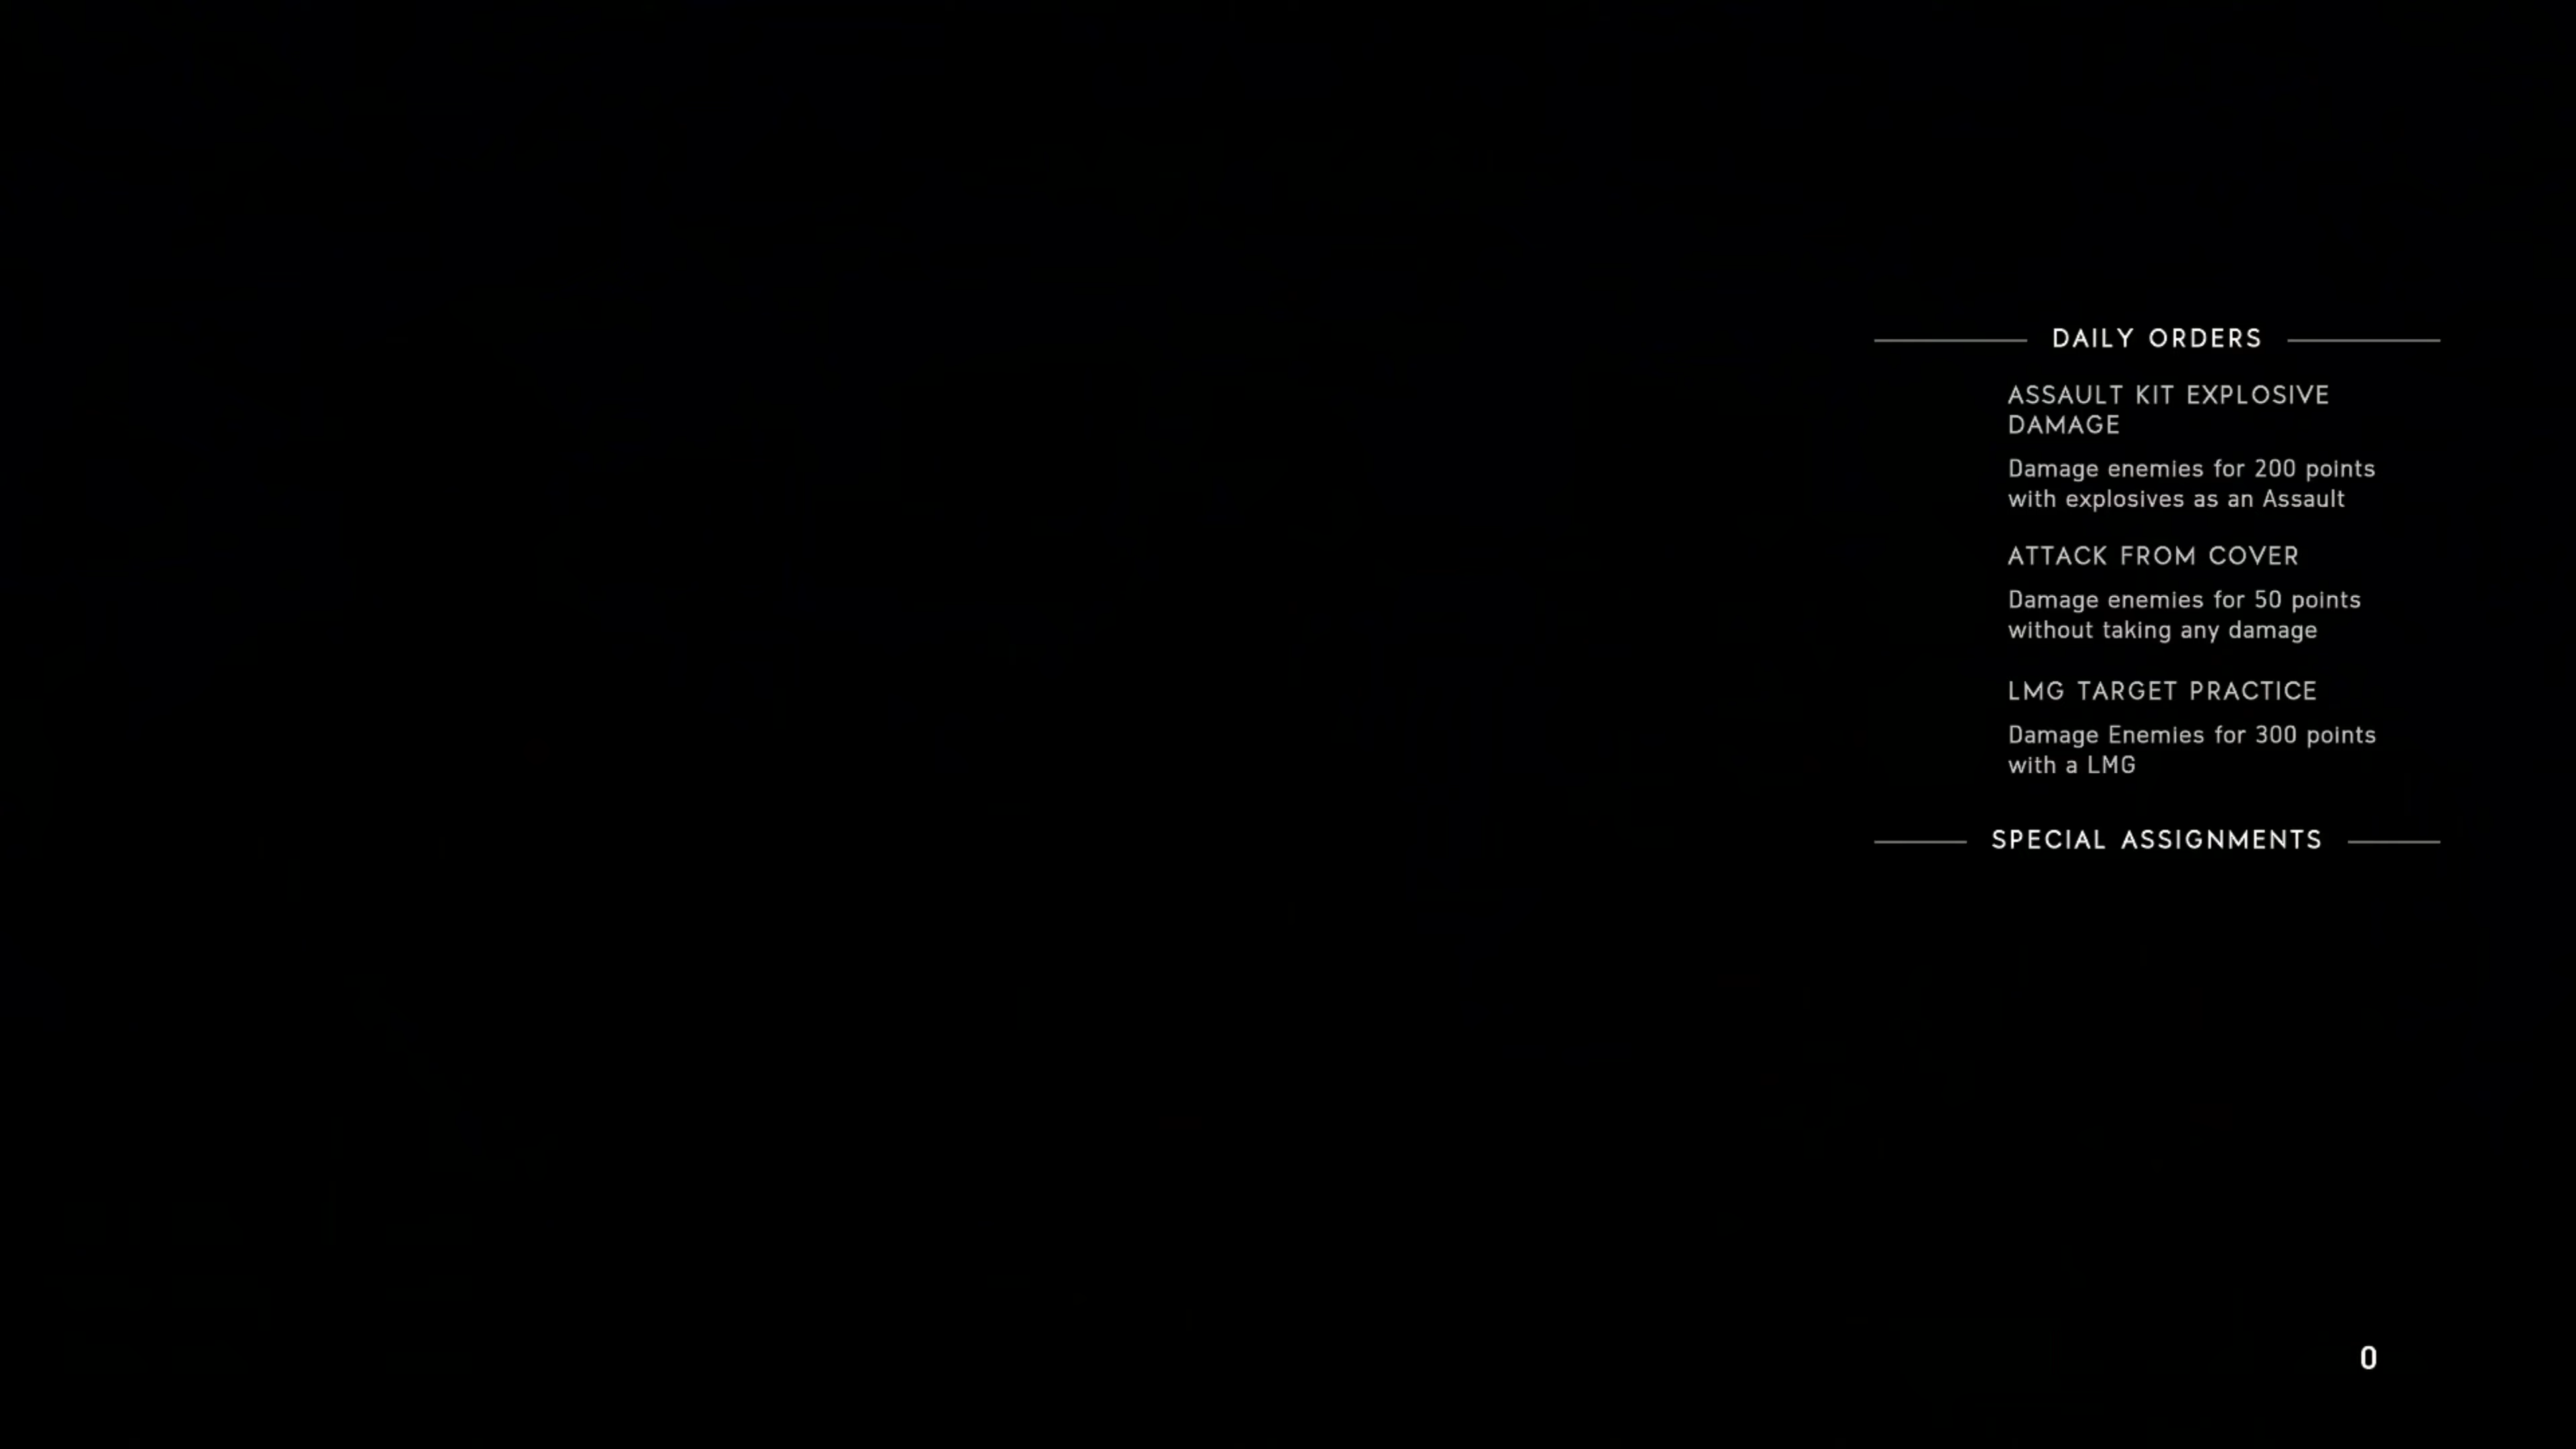 DAILY ORDERS
ASSAULT KIT EXPLOSIVE
DAMAGE
Damage enemies for 200 points
with explosives as an Assault
ATTACK FROM COVER
Damage enemies for 50 points
without taking any damage
LMG TARGET PRACTICE
Damage Enemies for 300 points
with a LMG
SPECIAL ASSIGNMENTS
0